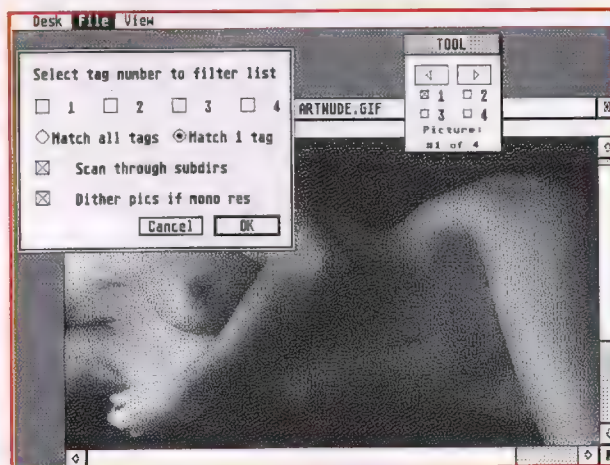 Desk File View
Select tag number to filter list
1 2 3 4
Match all tags Match 1 tag
Scan through subdirs
Dither pics if mono res
Cancel OK
ARTNUDE.GIF
TOOL
1 2
3 4
Picture:
#1 of 4